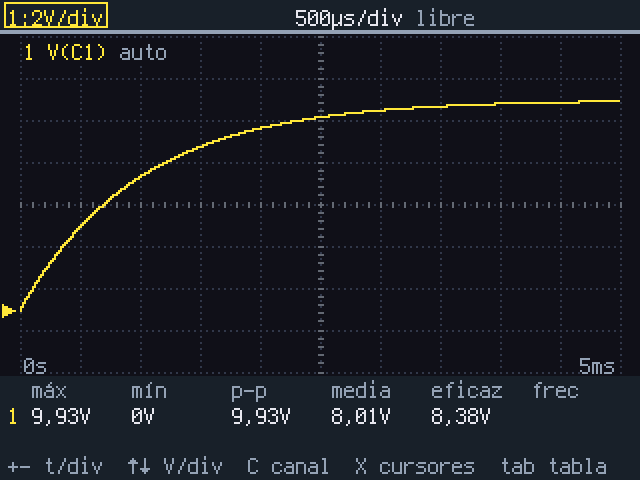 1:2V/div 500µs/div libre
1 V(C1) auto
0s 5ms
máx mín p-p media eficaz frec
1 9,93V 0V 9,93V 8,01V 8,38V
+- t/div ↑↓ V/div C canal X cursores tab tabla